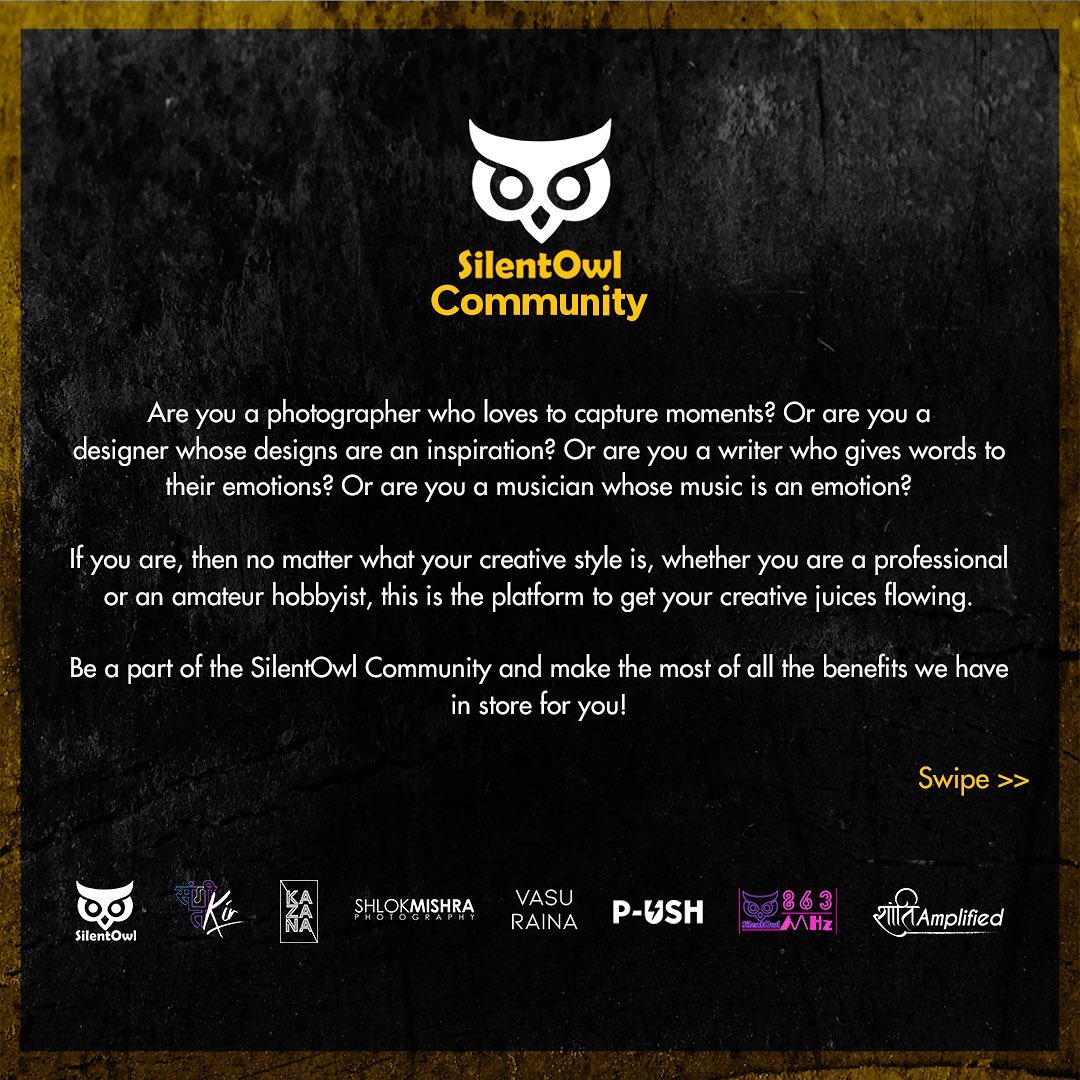 SilentOwl
Community
Are you a photographer who loves to capture moments? Or are you a
designer whose designs are an inspiration? Or are you a writer who gives words to
their emotions? Or are you a musician whose music is an emotion?
If you are, then no matter what your creative style is, whether you are a professional
or an amateur hobbyist, this is the platform to get your creative juices flowing.
Be a part of the SilentOwl Community and make the most of all the benefits we have
in store for you!
Swipe >>
SilentOwl
Kir
KA
ZA
NA
SHLOKMISHRA
PHOTOGRAPHY
VASU
RAINA
P-USH
SilentOwl
863
MHz
शांति Amplified